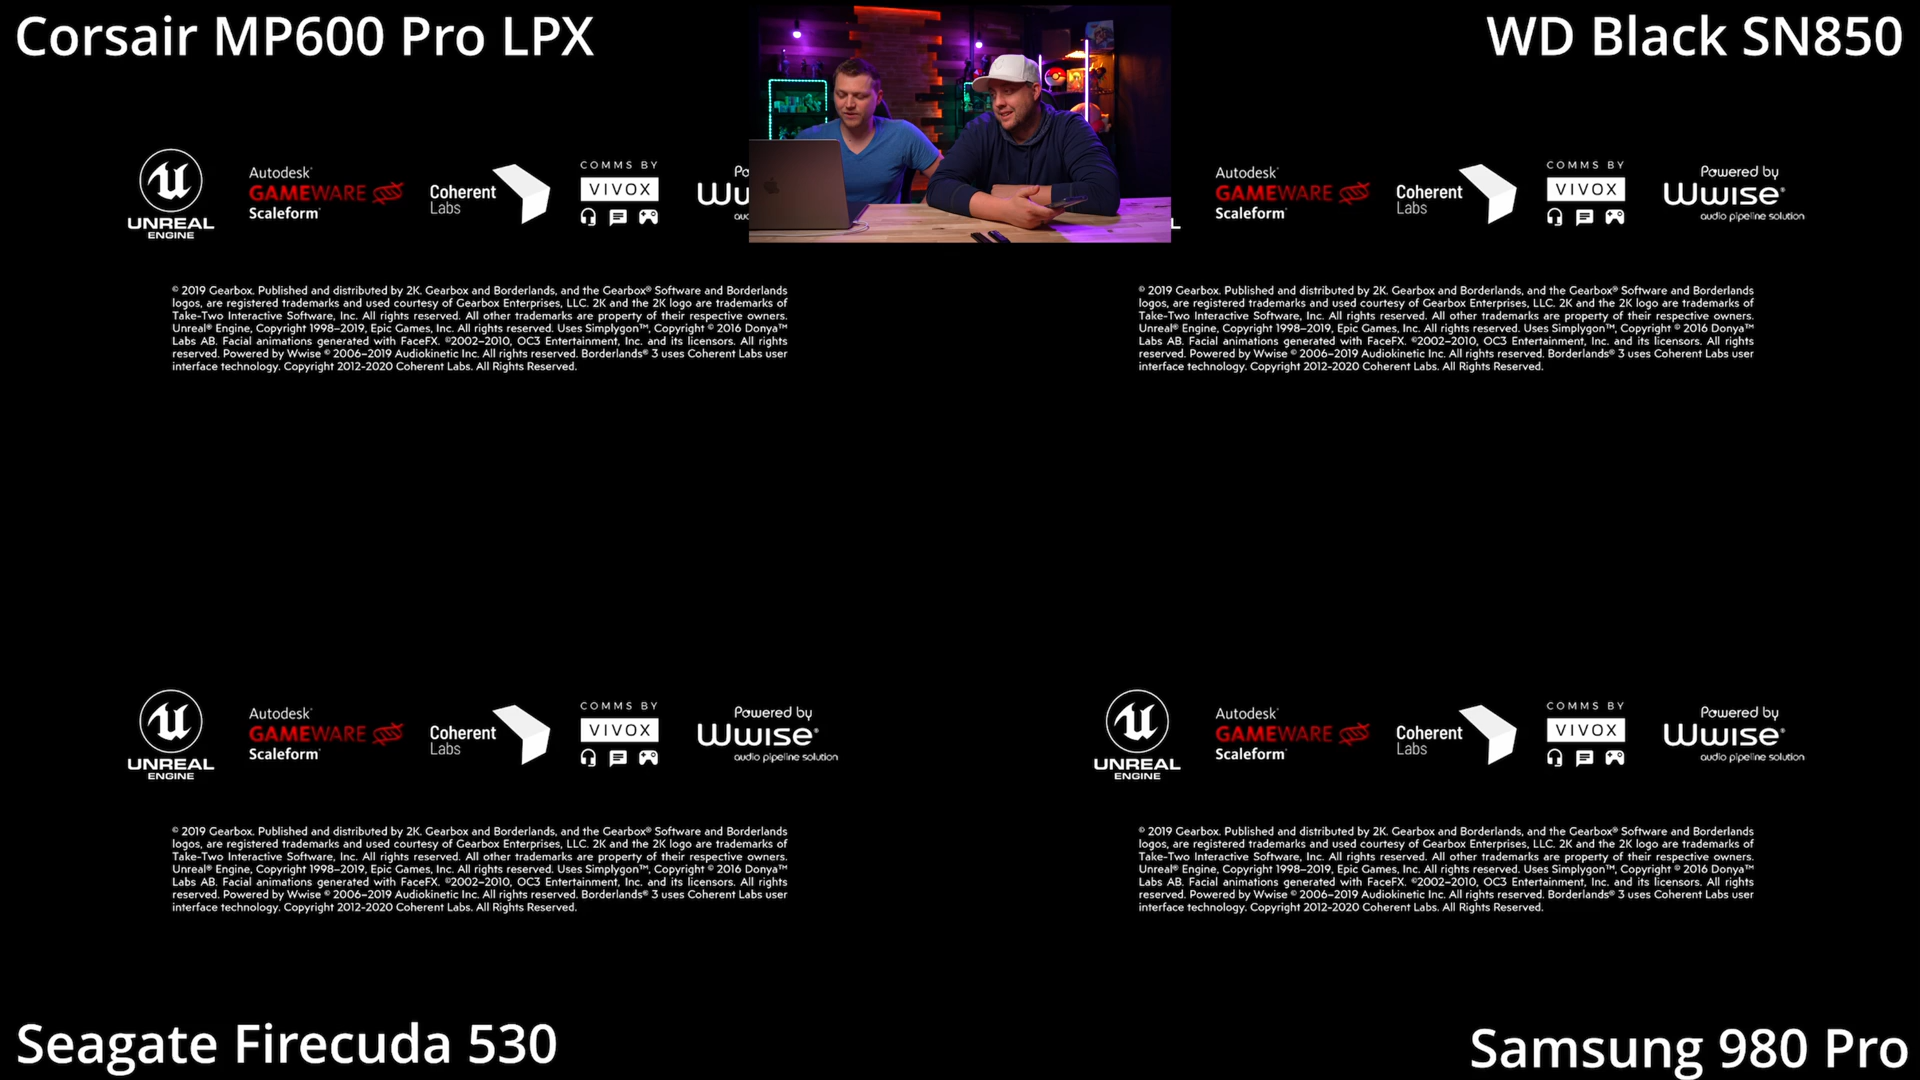 Corsair MP600 Pro LPX
WD Black SN850
UNREAL
ENGINE
Autodesk®
GAMEWARE
Scaleform®
Coherent
Labs
COMMS BY
VIVOX
Autodesk®
GAMEWARE
Scaleform®
Coherent
Labs
COMMS BY
VIVOX
Powered by
Wwise®
audio pipeline solution
© 2019 Gearbox. Published and distributed by 2K. Gearbox and Borderlands, and the Gearbox® Software and Borderlands
logos, are registered trademarks and used courtesy of Gearbox Enterprises, LLC. 2K and the 2K logo are trademarks of
Take-Two Interactive Software, Inc. All rights reserved. All other trademarks are property of their respective owners.
Unreal® Engine, Copyright 1998–2019, Epic Games, Inc. All rights reserved. Uses Simplygon™, Copyright © 2016 Donya™
Labs AB. Facial animations generated with FaceFX. ©2002–2010, OC3 Entertainment, Inc. and its licensors. All rights
reserved. Powered by Wwise © 2006–2019 Audiokinetic Inc. All rights reserved. Borderlands® 3 uses Coherent Labs user
interface technology. Copyright 2012-2020 Coherent Labs. All Rights Reserved.
© 2019 Gearbox. Published and distributed by 2K. Gearbox and Borderlands, and the Gearbox® Software and Borderlands
logos, are registered trademarks and used courtesy of Gearbox Enterprises, LLC. 2K and the 2K logo are trademarks of
Take-Two Interactive Software, Inc. All rights reserved. All other trademarks are property of their respective owners.
Unreal® Engine, Copyright 1998–2019, Epic Games, Inc. All rights reserved. Uses Simplygon™, Copyright © 2016 Donya™
Labs AB. Facial animations generated with FaceFX. ©2002–2010, OC3 Entertainment, Inc. and its licensors. All rights
reserved. Powered by Wwise © 2006–2019 Audiokinetic Inc. All rights reserved. Borderlands® 3 uses Coherent Labs user
interface technology. Copyright 2012-2020 Coherent Labs. All Rights Reserved.
UNREAL
ENGINE
Autodesk®
GAMEWARE
Scaleform®
Coherent
Labs
COMMS BY
VIVOX
Powered by
Wwise®
audio pipeline solution
UNREAL
ENGINE
Autodesk®
GAMEWARE
Scaleform®
Coherent
Labs
COMMS BY
VIVOX
Powered by
Wwise®
audio pipeline solution
© 2019 Gearbox. Published and distributed by 2K. Gearbox and Borderlands, and the Gearbox® Software and Borderlands
logos, are registered trademarks and used courtesy of Gearbox Enterprises, LLC. 2K and the 2K logo are trademarks of
Take-Two Interactive Software, Inc. All rights reserved. All other trademarks are property of their respective owners.
Unreal® Engine, Copyright 1998–2019, Epic Games, Inc. All rights reserved. Uses Simplygon™, Copyright © 2016 Donya™
Labs AB. Facial animations generated with FaceFX. ©2002–2010, OC3 Entertainment, Inc. and its licensors. All rights
reserved. Powered by Wwise © 2006–2019 Audiokinetic Inc. All rights reserved. Borderlands® 3 uses Coherent Labs user
interface technology. Copyright 2012-2020 Coherent Labs. All Rights Reserved.
© 2019 Gearbox. Published and distributed by 2K. Gearbox and Borderlands, and the Gearbox® Software and Borderlands
logos, are registered trademarks and used courtesy of Gearbox Enterprises, LLC. 2K and the 2K logo are trademarks of
Take-Two Interactive Software, Inc. All rights reserved. All other trademarks are property of their respective owners.
Unreal® Engine, Copyright 1998–2019, Epic Games, Inc. All rights reserved. Uses Simplygon™, Copyright © 2016 Donya™
Labs AB. Facial animations generated with FaceFX. ©2002–2010, OC3 Entertainment, Inc. and its licensors. All rights
reserved. Powered by Wwise © 2006–2019 Audiokinetic Inc. All rights reserved. Borderlands® 3 uses Coherent Labs user
interface technology. Copyright 2012-2020 Coherent Labs. All Rights Reserved.
Seagate Firecuda 530
Samsung 980 Pro